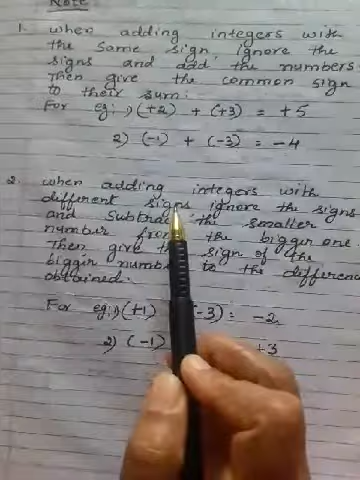 Note
1. when adding integers with
the same sign ignore the
signs and add the numbers.
Then give the common sign
to their sum.
For eg:- 1) (+2) + (+3) = +5
2) (-1) + (-3) = -4
2. when adding integers with
different signs ignore the signs
and subtract the smaller
number the bigger one
Then give sign of the
bigger to the difference
obtained.
For eg:- 1) (+1) (-3) = -2
2) (-1) +3